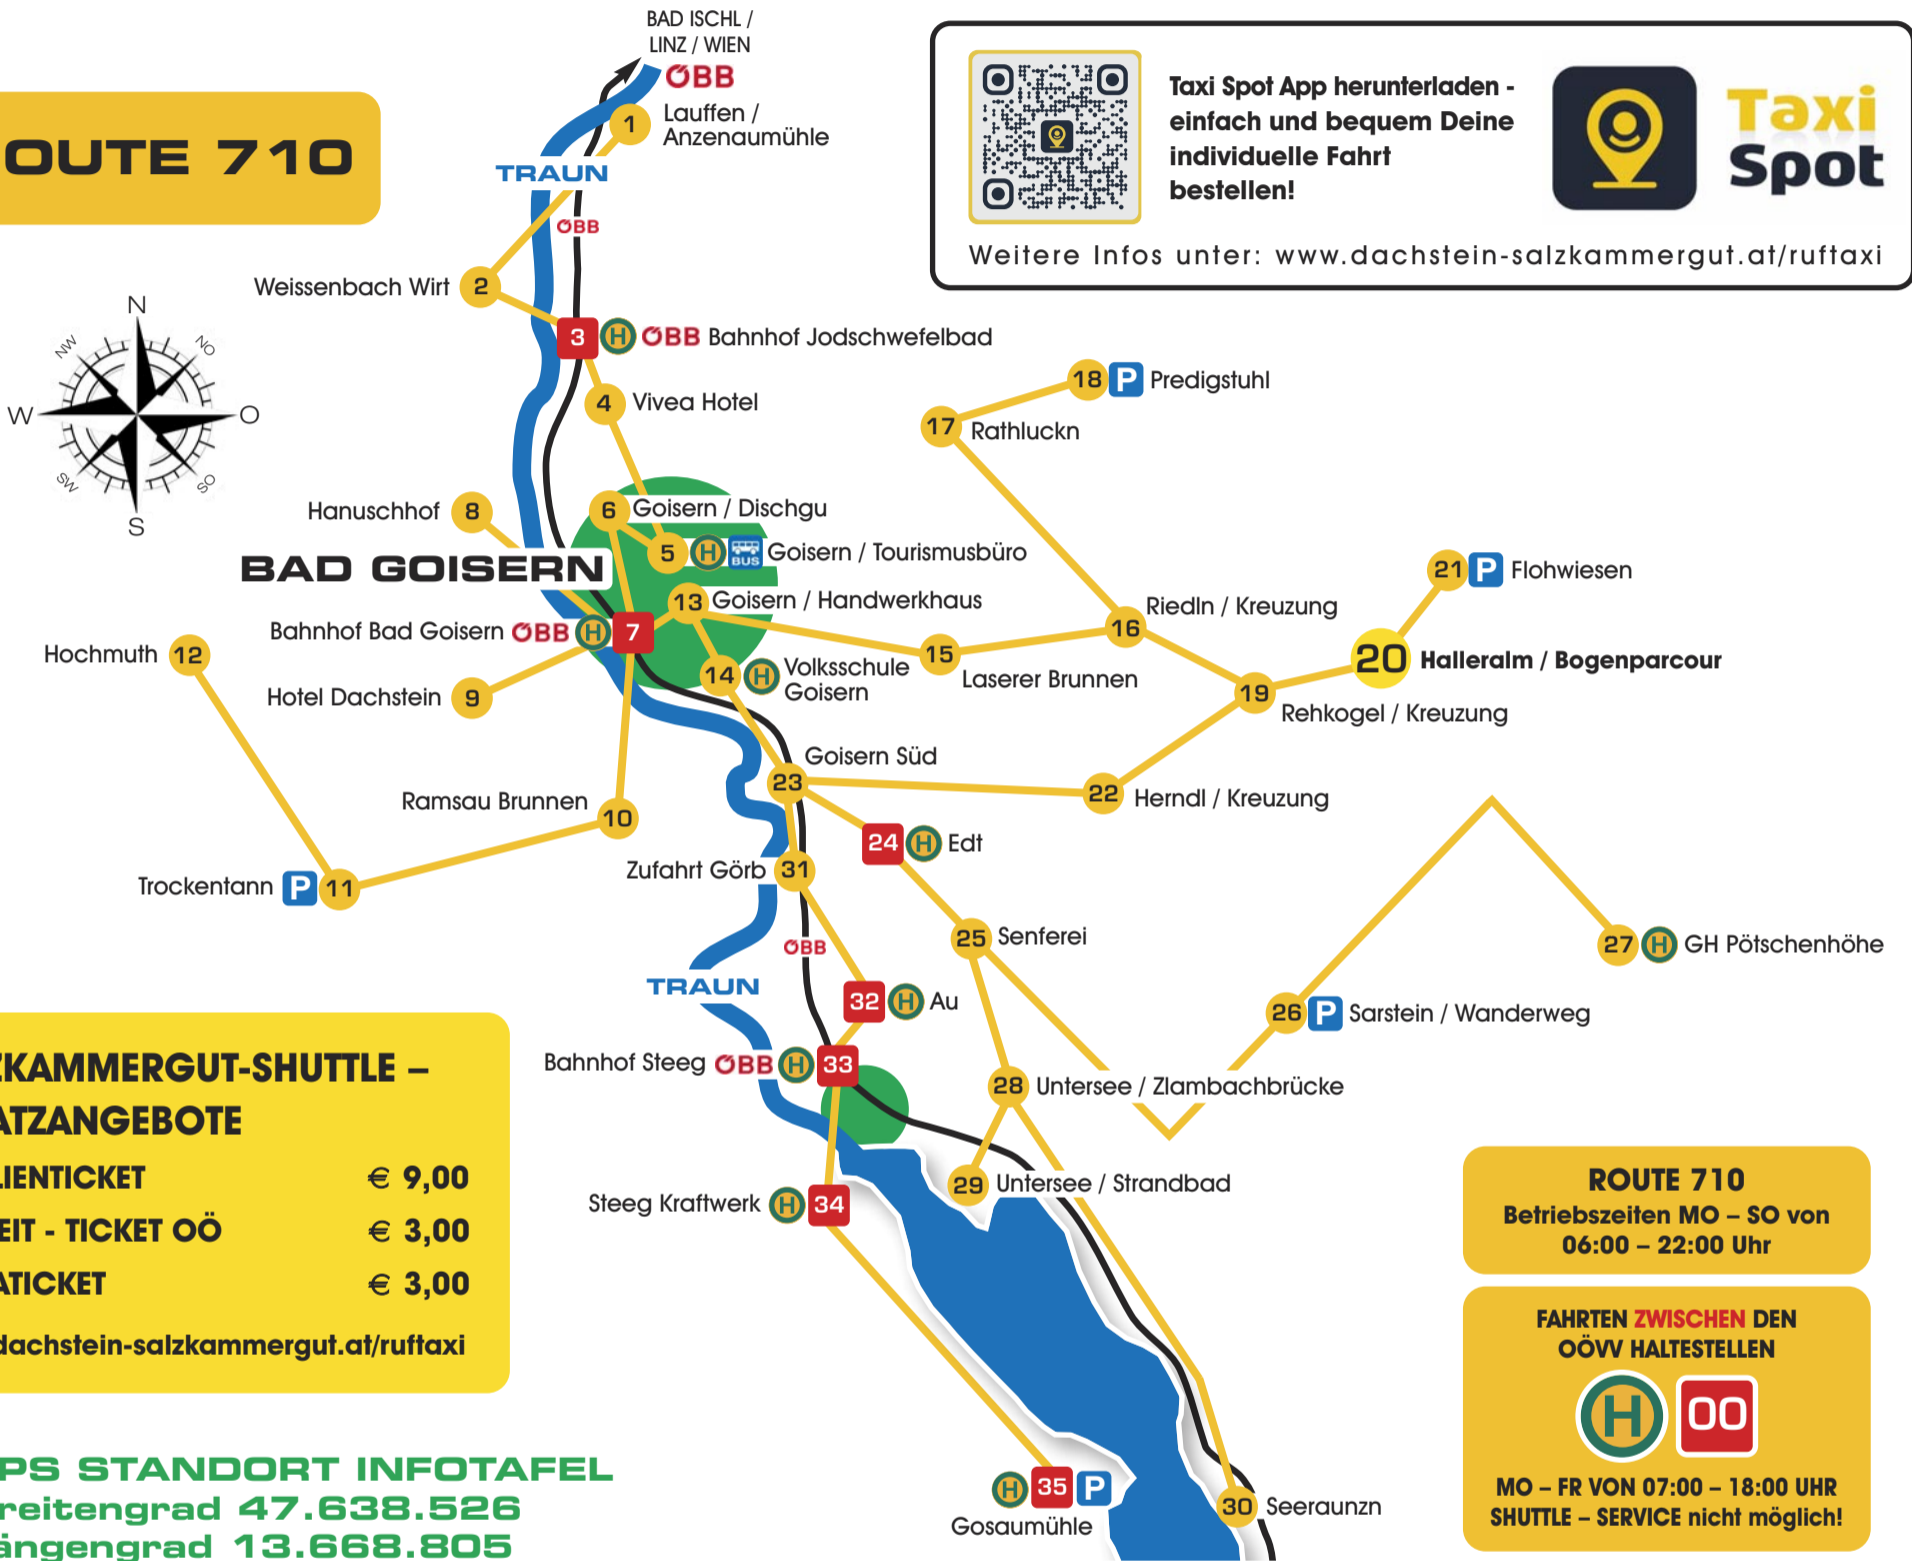 BAD ISCHL /
LINZ / WIEN
ÖBB
1 Lauffen /
Anzenaumühle
OUTE 710
TRAUN
ÖBB
Taxi Spot App herunterladen -
einfach und bequem Deine
individuelle Fahrt
bestellen!
Taxi
Spot
Weitere Infos unter: www.dachstein-salzkammergut.at/ruftaxi
Weissenbach Wirt 2
N
NW
NO
W
O
SW
SO
S
3 H ÖBB Bahnhof Jodschwefelbad
4 Vivea Hotel
18 P Predigstuhl
17 Rathluckn
Hanuschhof 8
6 Goisern / Dischgu
5 H BUS Goisern / Tourismusbüro
BAD GOISERN
13 Goisern / Handwerkhaus
21 P Flohwiesen
Bahnhof Bad Goisern ÖBB H 7
16 Riedln / Kreuzung
Hochmuth 12
15 Laserer Brunnen
20 Halleralm / Bogenparcour
14 H Volksschule
Goisern
Hotel Dachstein 9
19 Rehkogel / Kreuzung
23 Goisern Süd
22 Herndl / Kreuzung
Ramsau Brunnen 10
24 H Edt
Zufahrt Görb 31
Trockentann P 11
25 Senferei
ÖBB
27 H GH Pötschenhöhe
TRAUN
32 H Au
26 P Sarstein / Wanderweg
Bahnhof Steeg ÖBB H 33
28 Untersee / Zlambachbrücke
29 Untersee / Strandbad
Steeg Kraftwerk H 34
H 35 P
Gosaumühle
30 Seeraunzn
ZKAMMERGUT-SHUTTLE –
ATZANGEBOTE
LIENTICKET € 9,00
EIT - TICKET OÖ € 3,00
ATICKET € 3,00
dachstein-salzkammergut.at/ruftaxi
PS STANDORT INFOTAFEL
reitengrad 47.638.526
ängengrad 13.668.805
ROUTE 710
Betriebszeiten MO – SO von
06:00 – 22:00 Uhr
FAHRTEN ZWISCHEN DEN
OÖVV HALTESTELLEN
H 00
MO – FR VON 07:00 – 18:00 UHR
SHUTTLE – SERVICE nicht möglich!